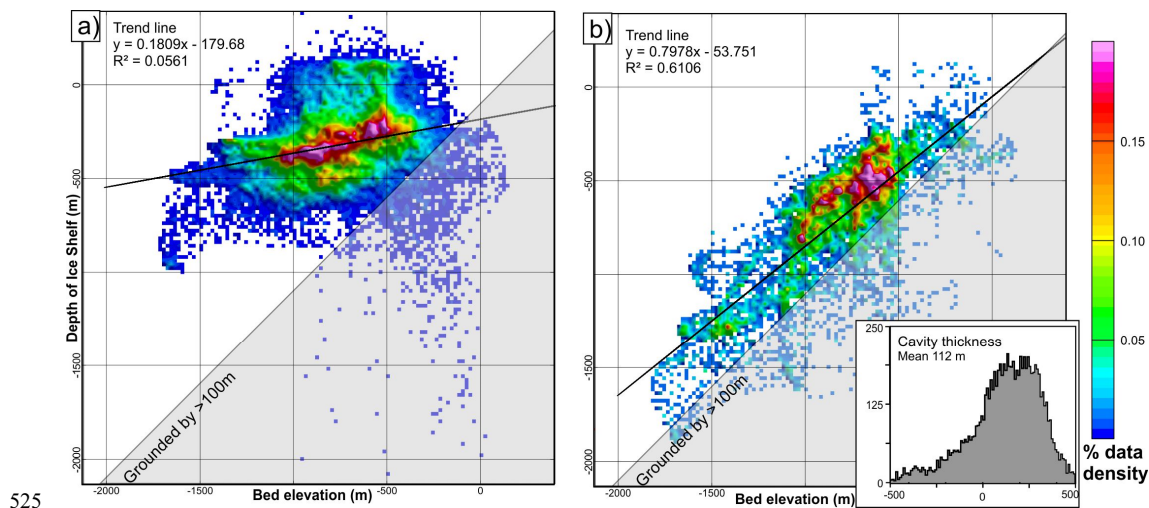 a)
Trend line
y = 0.1809x - 179.68
R² = 0.0561
Depth of Ice Shelf (m)
0
-500
-1500
-2000
Grounded by >100m
-2000
-1500
-500
0
Bed elevation (m)
b)
Trend line
y = 0.7978x - 53.751
R² = 0.6106
0
-500
-1000
-1500
-2000
Grounded by >100m
-2000
-1500
-500
0
Bed elevation (m)
Cavity thickness
Mean 112 m
250
125
0
-500
0
500
0.15
0.10
0.05
% data
density
525